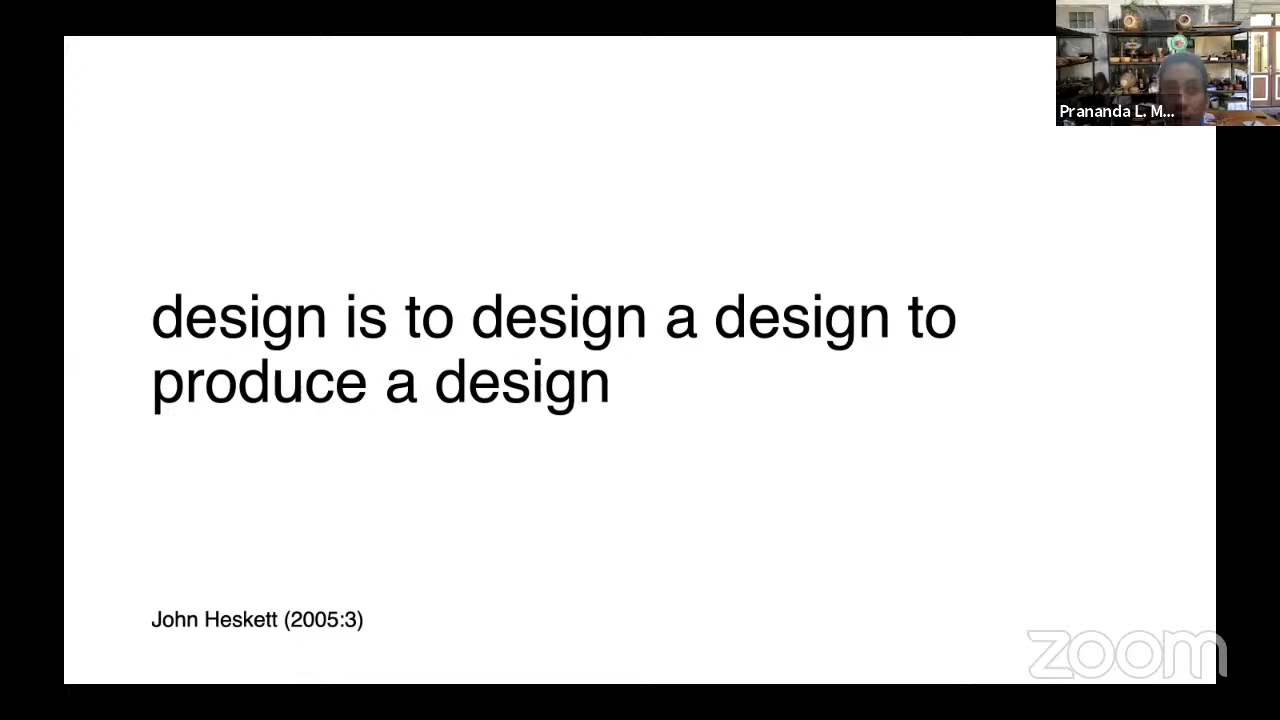 Prananda L. M...
design is to design a design to
produce a design
John Heskett (2005:3)
zoom